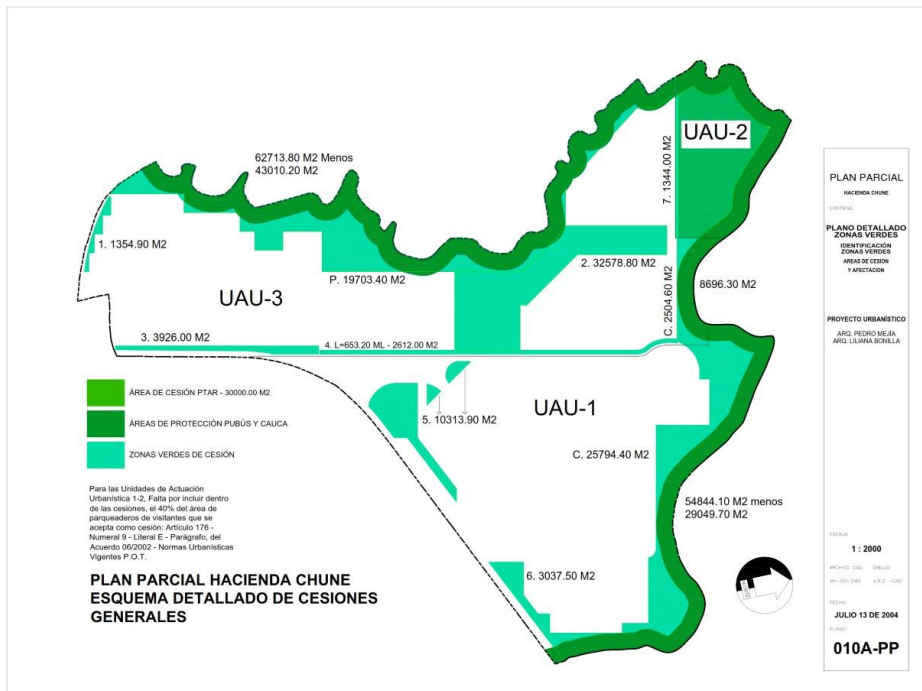 62713.80 M2 Menos
43010.20 M2
UAU-2
7. 1344.00 M2
1. 1354.90 M2
2. 32578.80 M2
P. 19703.40 M2
UAU-3
C. 2504.60 M2
8696.30 M2
3. 3926.00 M2
4. L=653.20 ML - 2612.00 M2
UAU-1
5. 10313.90 M2
C. 25794.40 M2
54844.10 M2 menos
29049.70 M2
6. 3037.50 M2
ÁREA DE CESIÓN PTAR - 30000.00 M2
ÁREAS DE PROTECCIÓN PUBÚS Y CAUCA
ZONAS VERDES DE CESIÓN
Para las Unidades de Actuación
Urbanística 1-2, Falta por incluir dentro
de las cesiones, el 40% del área de
parqueaderos de visitantes que se
acepta como cesión: Artículo 176 -
Numeral 9 - Literal E - Parágrafo, del
Acuerdo 06/2002 - Normas Urbanísticas
Vigentes P.O.T.
PLAN PARCIAL HACIENDA CHUNE
ESQUEMA DETALLADO DE CESIONES
GENERALES
PLAN PARCIAL
HACIENDA CHUNE
CONTIENE:
PLANO DETALLADO
ZONAS VERDES
IDENTIFICACIÓN
ZONAS VERDES
AREAS DE CESION
Y AFECTACION
PROYECTO URBANÍSTICO
ARQ. PEDRO MEJÍA
ARQ. LILIANA BONILLA
ESCALA:
1 : 2000
ARCHIVO CAD: DIBUJO:
FECHA:
JULIO 13 DE 2004
PLANO:
010A-PP